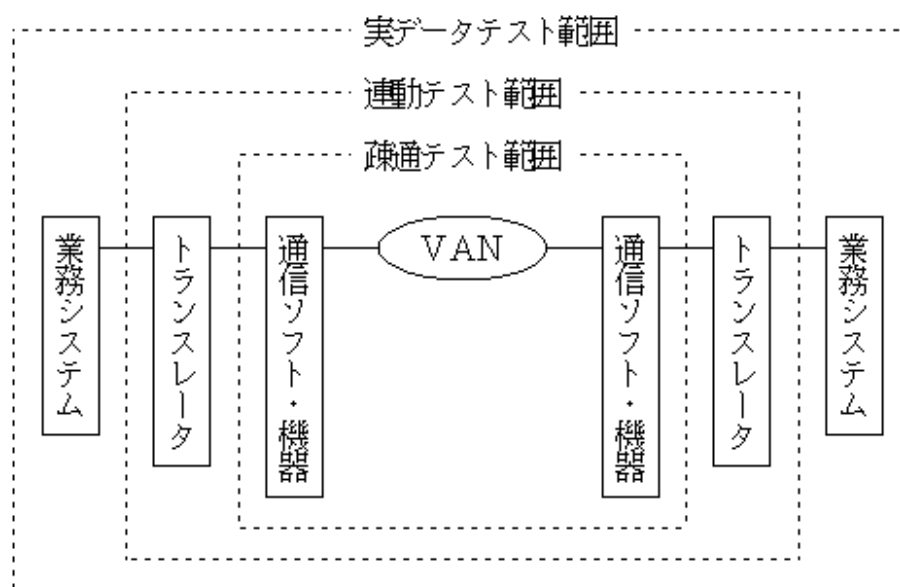 実データテスト範囲
連動テスト範囲
疎通テスト範囲
業務システム
トランスレータ
通信ソフト・機器
VAN
通信ソフト・機器
トランスレータ
業務システム